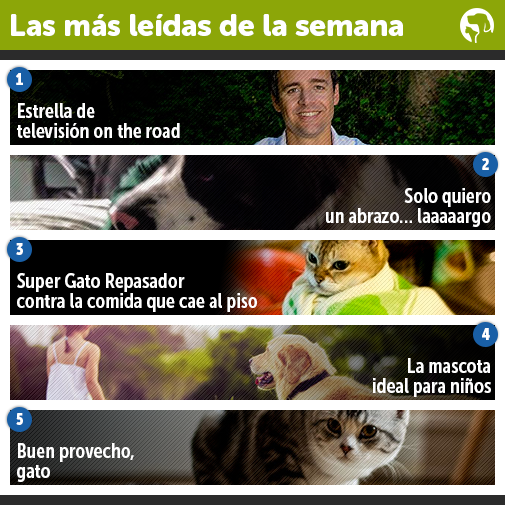 Las más leídas de la semana
1
Estrella de
televisión on the road
2
Solo quiero
un abrazo... laaaaargo
3
Super Gato Repasador
contra la comida que cae al piso
4
La mascota
ideal para niños
5
Buen provecho,
gato